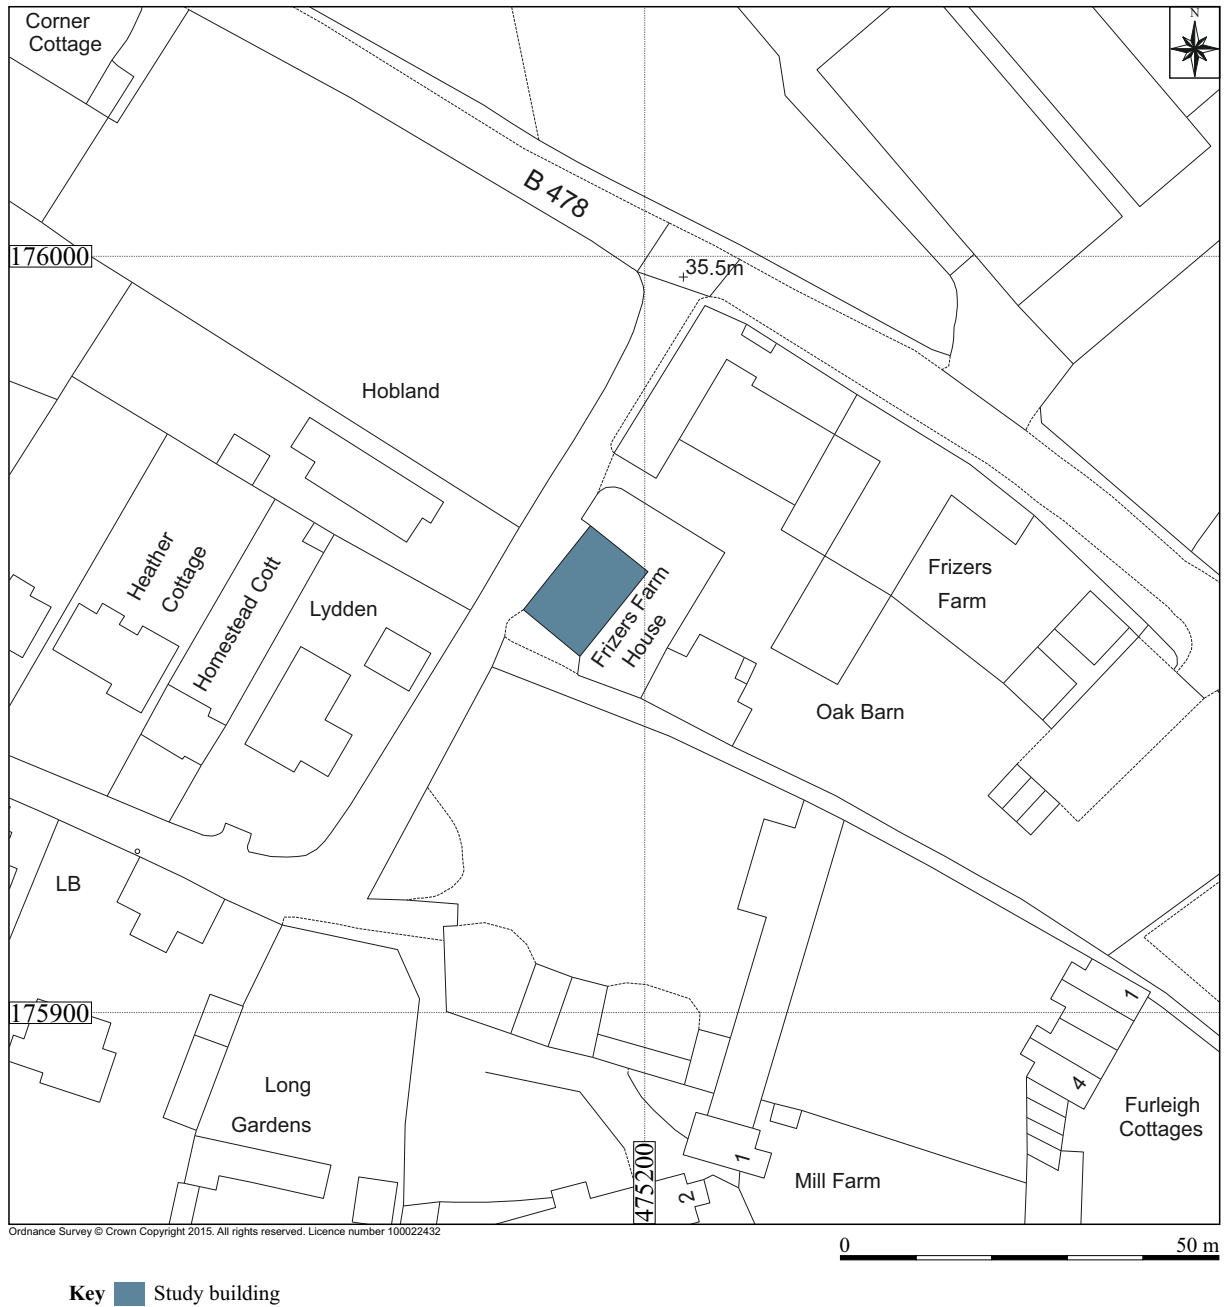 Corner
Cottage
N
B 478
176000
35.5m
Hobland
Heather
Cottage
Homestead Cott
Lydden
Frizers Farm
House
Frizers
Farm
Oak Barn
LB
175900
Long
Gardens
1
4
Furleigh
Cottages
1
2
Mill Farm
475200
Ordnance Survey © Crown Copyright 2015. All rights reserved. Licence number 100022432
0 50 m
Key Study building